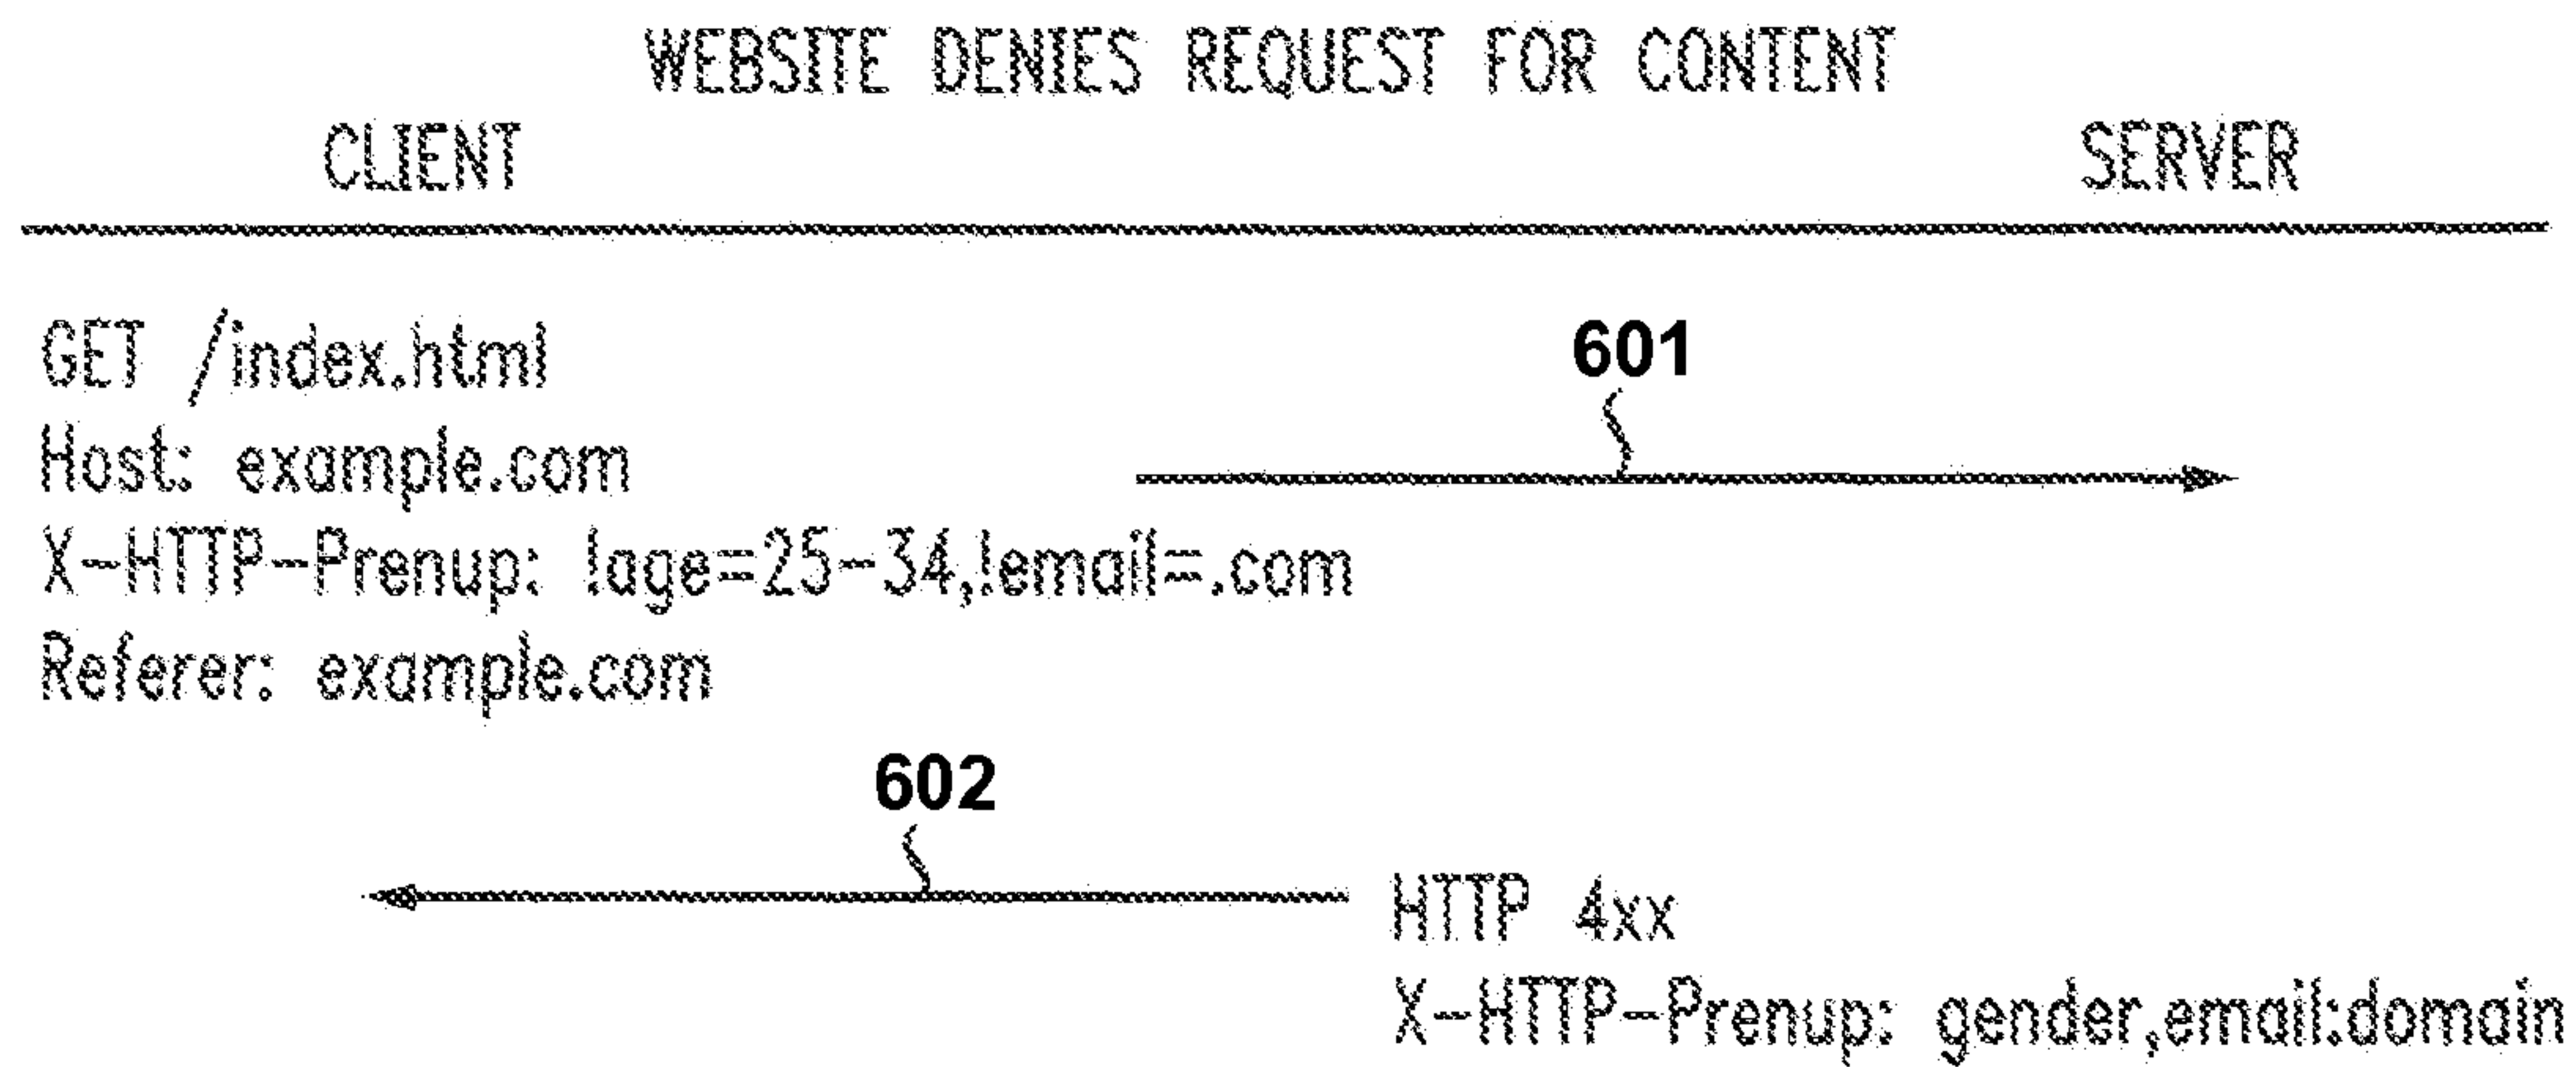 WEBSITE DENIES REQUEST FOR CONTENT
CLIENT SERVER
GET /index.html
601
Host: example.com
X-HTTP-Prenup: !age=25-34,!email=.com
Referer: example.com
602
HTTP 4xx
X-HTTP-Prenup: gender,email:domain